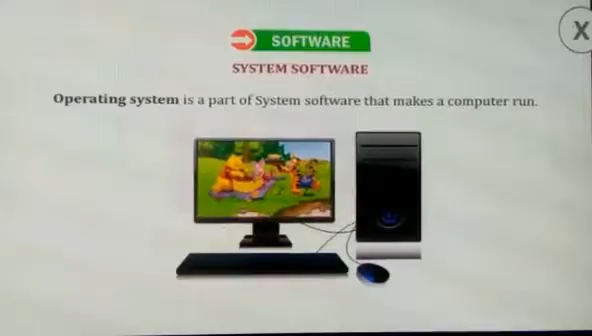 SOFTWARE
SYSTEM SOFTWARE
Operating system is a part of System software that makes a computer run.
X